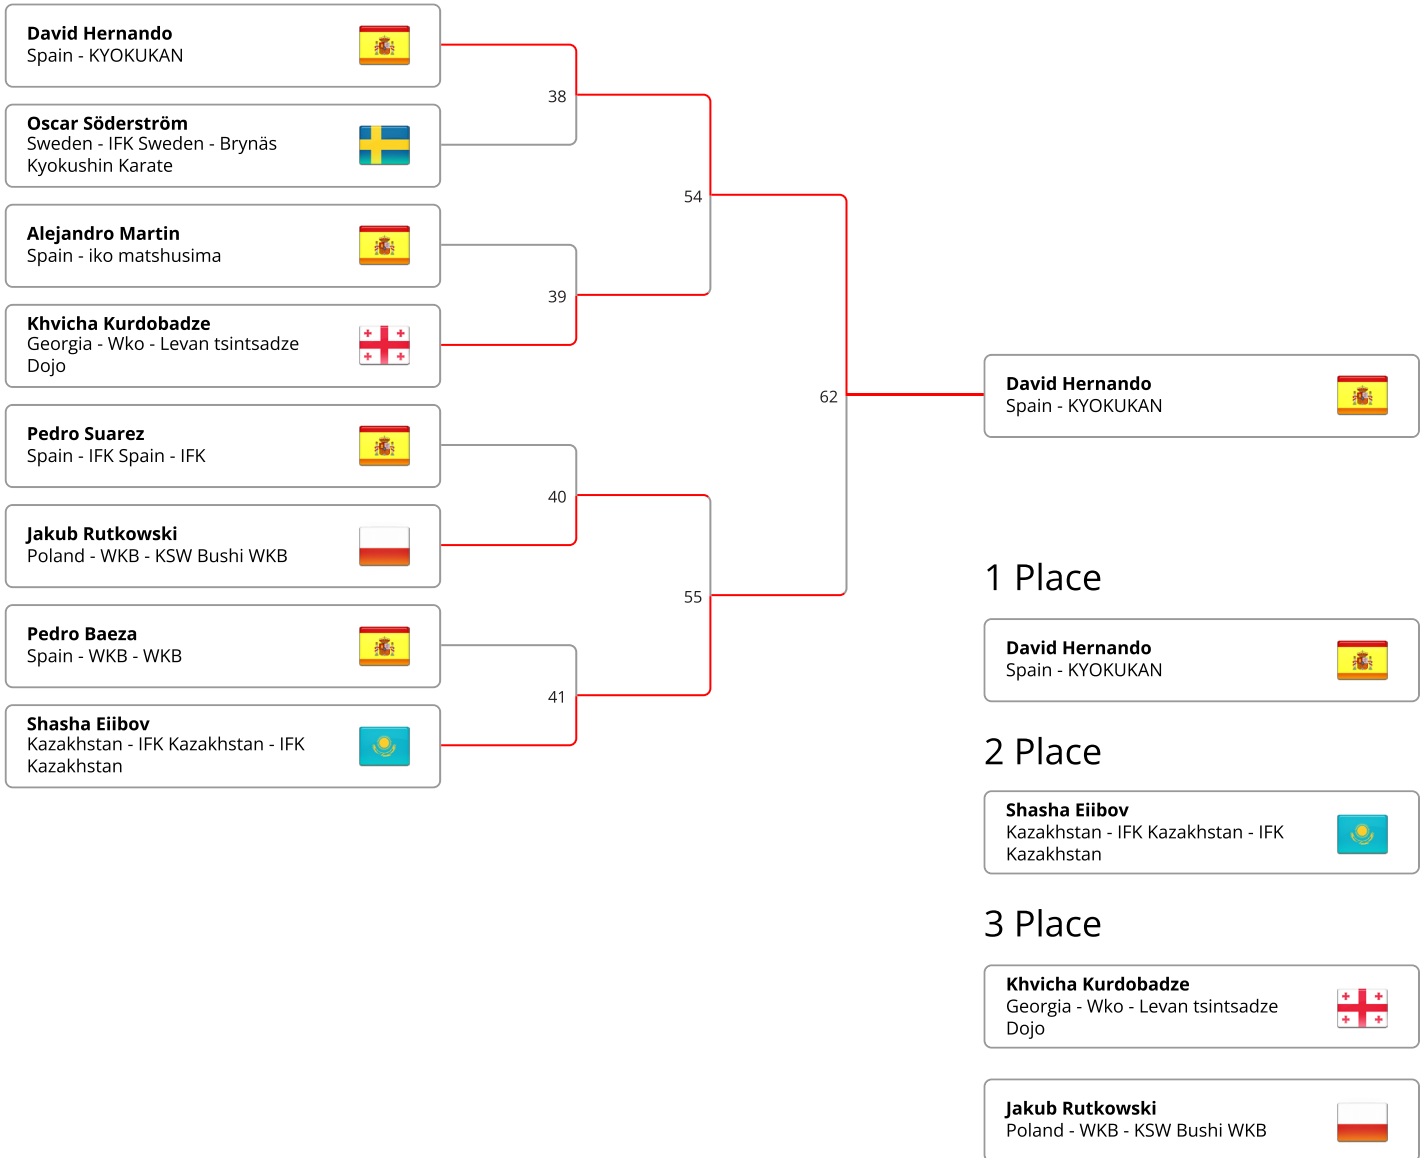 David Hernando
Spain - KYOKUKAN
38
Oscar Söderström
Sweden - IFK Sweden - Brynäs
Kyokushin Karate
54
Alejandro Martin
Spain - iko matshusima
39
Khvicha Kurdobadze
Georgia - Wko - Levan tsintsadze
Dojo
62
David Hernando
Spain - KYOKUKAN
Pedro Suarez
Spain - IFK Spain - IFK
40
Jakub Rutkowski
Poland - WKB - KSW Bushi WKB
55
Pedro Baeza
Spain - WKB - WKB
41
Shasha Eiibov
Kazakhstan - IFK Kazakhstan - IFK
Kazakhstan
1 Place
David Hernando
Spain - KYOKUKAN
2 Place
Shasha Eiibov
Kazakhstan - IFK Kazakhstan - IFK
Kazakhstan
3 Place
Khvicha Kurdobadze
Georgia - Wko - Levan tsintsadze
Dojo
Jakub Rutkowski
Poland - WKB - KSW Bushi WKB